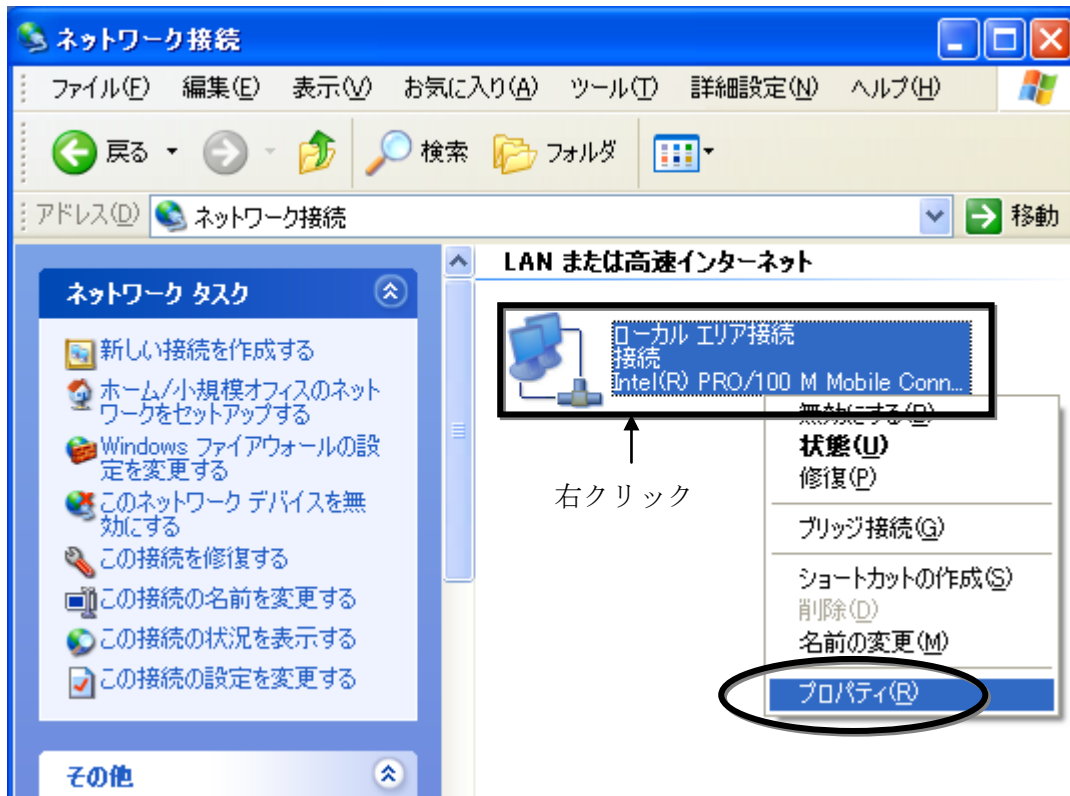 ネットワーク接続
ファイル(F) 編集(E) 表示(V) お気に入り(A) ツール(T) 詳細設定(N) ヘルプ(H)
戻る 検索 フォルダ
アドレス(D) ネットワーク接続 移動
ネットワーク タスク
新しい接続を作成する
ホーム/小規模オフィスのネット
ワークをセットアップする
Windows ファイアウォールの設
定を変更する
このネットワーク デバイスを無
効にする
この接続を修復する
この接続の名前を変更する
この接続の状況を表示する
この接続の設定を変更する
その他
LAN または高速インターネット
ローカル エリア接続
接続
Intel(R) PRO/100 M Mobile Conn...
右クリック
無効にする(B)
状態(U)
修復(P)
ブリッジ接続(G)
ショートカットの作成(S)
削除(D)
名前の変更(M)
プロパティ(R)